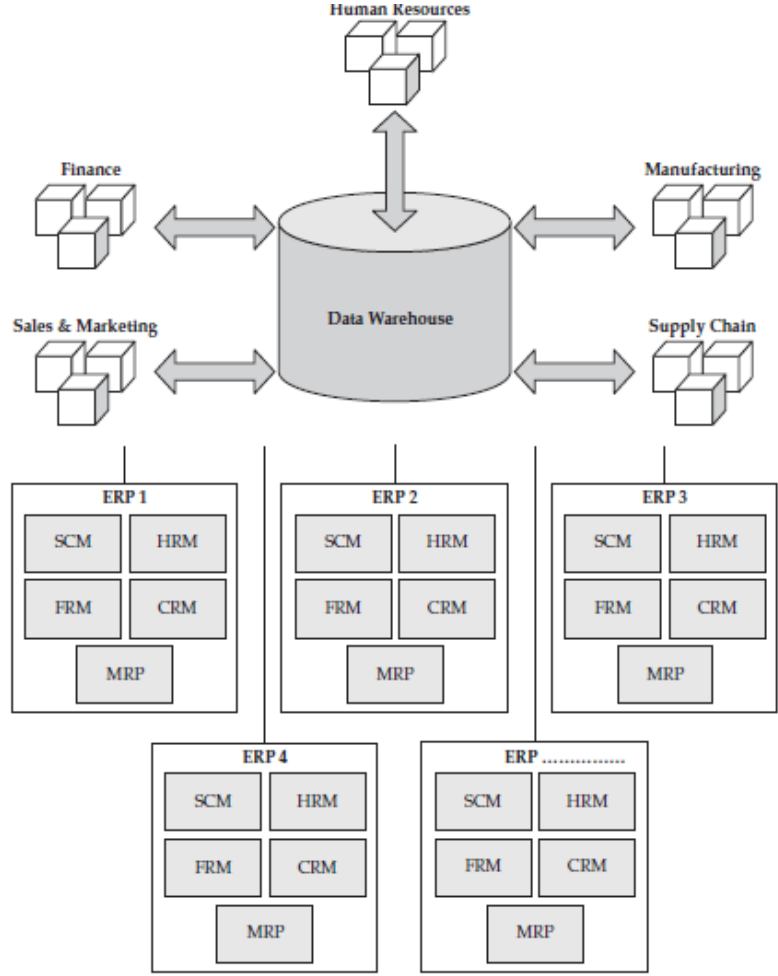 Human Resources
Finance
Manufacturing
Data Warehouse
Sales & Marketing
Supply Chain
ERP 1
SCM
HRM
FRM
CRM
MRP
ERP 2
SCM
HRM
FRM
CRM
MRP
ERP 3
SCM
HRM
FRM
CRM
MRP
ERP 4
SCM
HRM
FRM
CRM
MRP
ERP ...............
SCM
HRM
FRM
CRM
MRP